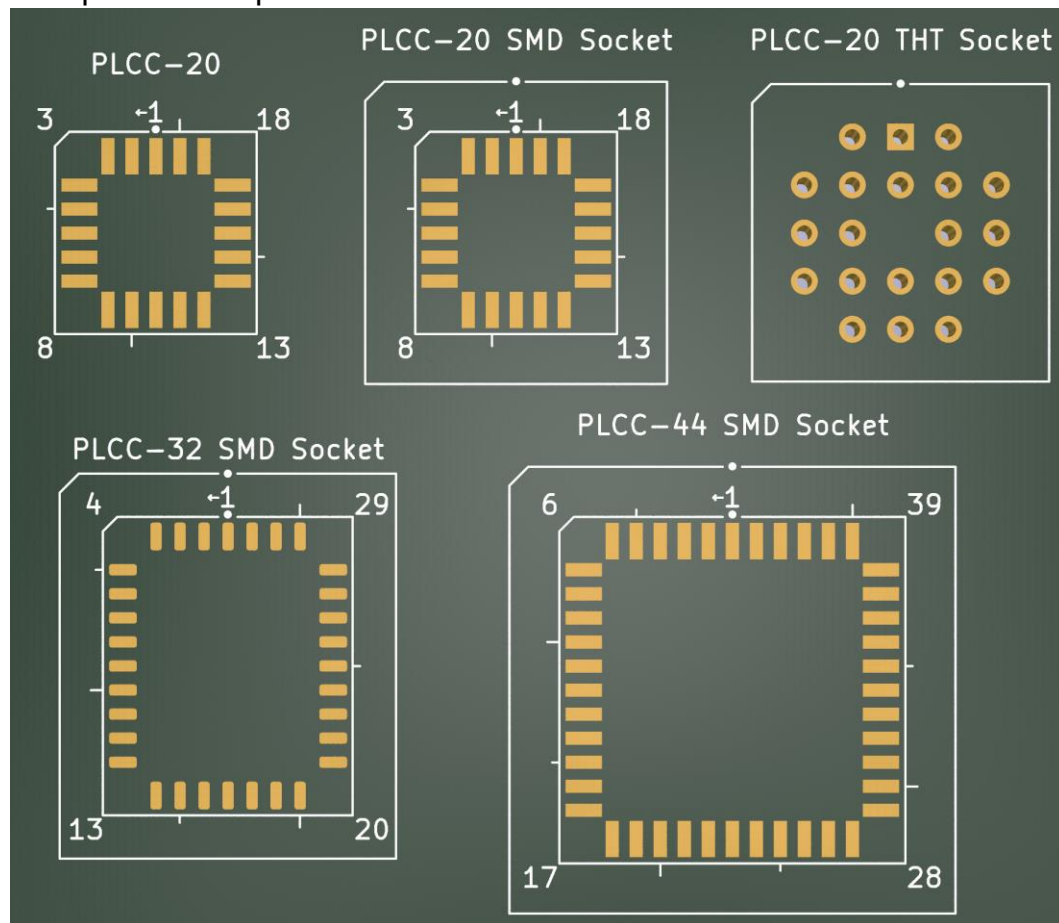 PLCC-20
3 ←1 18
8 13
PLCC-20 SMD Socket
3 ←1 18
8 13
PLCC-20 THT Socket
PLCC-32 SMD Socket
4 ←1 29
13 20
PLCC-44 SMD Socket
6 ←1 39
17 28